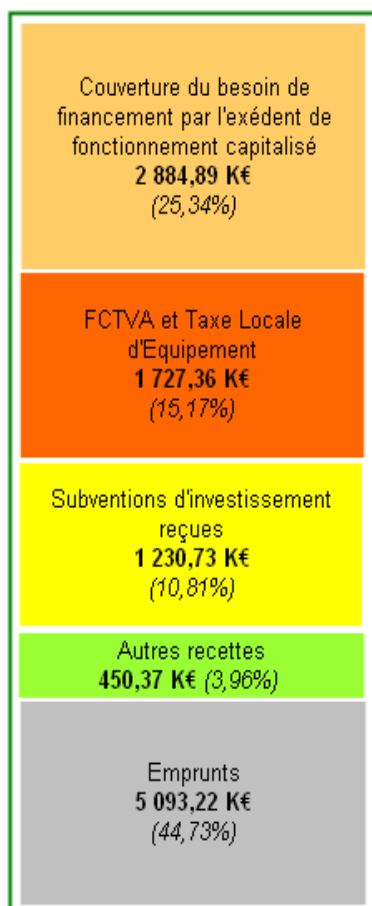 Couverture du besoin de
financement par l'exédent de
fonctionnement capitalisé
2 884,89 K€
(25,34%)
FCTVA et Taxe Locale
d'Equipement
1 727,36 K€
(15,17%)
Subventions d'investissement
reçues
1 230,73 K€
(10,81%)
Autres recettes
450,37 K€ (3,96%)
Emprunts
5 093,22 K€
(44,73%)